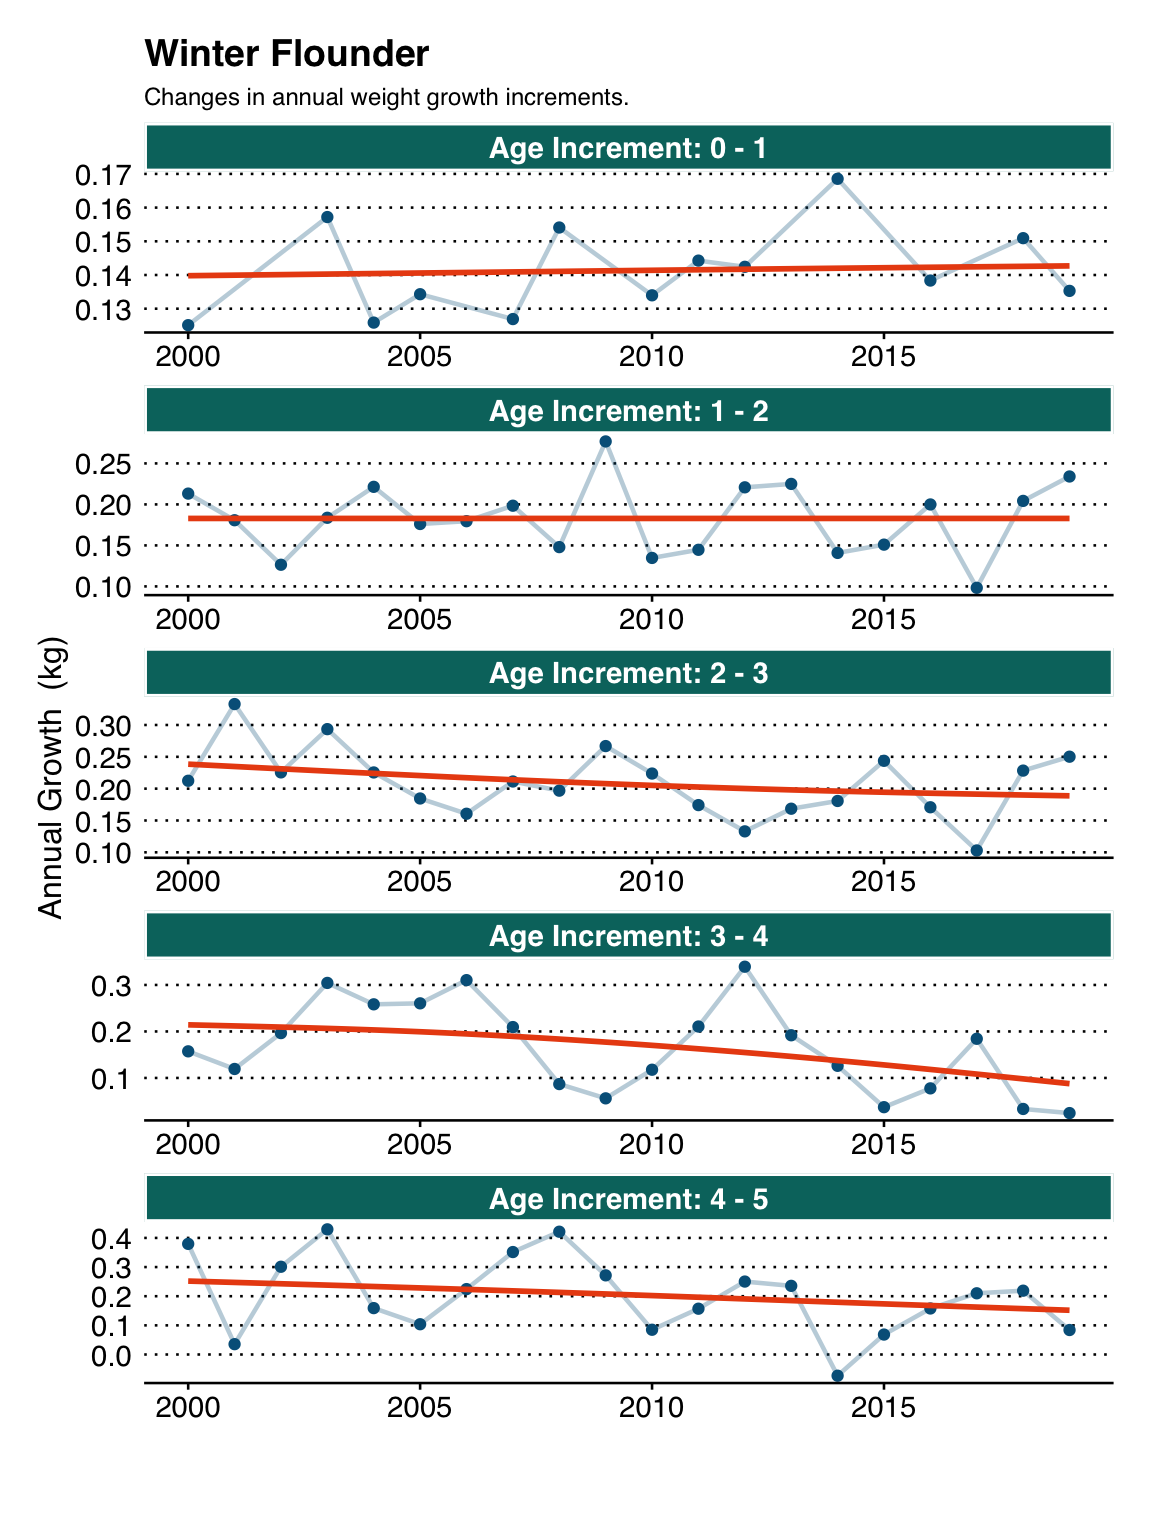 Winter Flounder
Changes in annual weight growth increments.
Age Increment: 0 - 1
0.17
0.16
0.15
0.14
0.13
2000 2005 2010 2015
Age Increment: 1 - 2
0.25
0.20
0.15
0.10
2000 2005 2010 2015
Annual Growth (kg)
Age Increment: 2 - 3
0.30
0.25
0.20
0.15
0.10
2000 2005 2010 2015
Age Increment: 3 - 4
0.3
0.2
0.1
2000 2005 2010 2015
Age Increment: 4 - 5
0.4
0.3
0.2
0.1
0.0
2000 2005 2010 2015